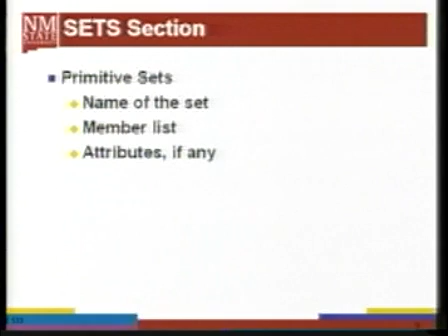 NM
STATE
SETS Section
Primitive Sets
Name of the set
Member list
Attributes, if any